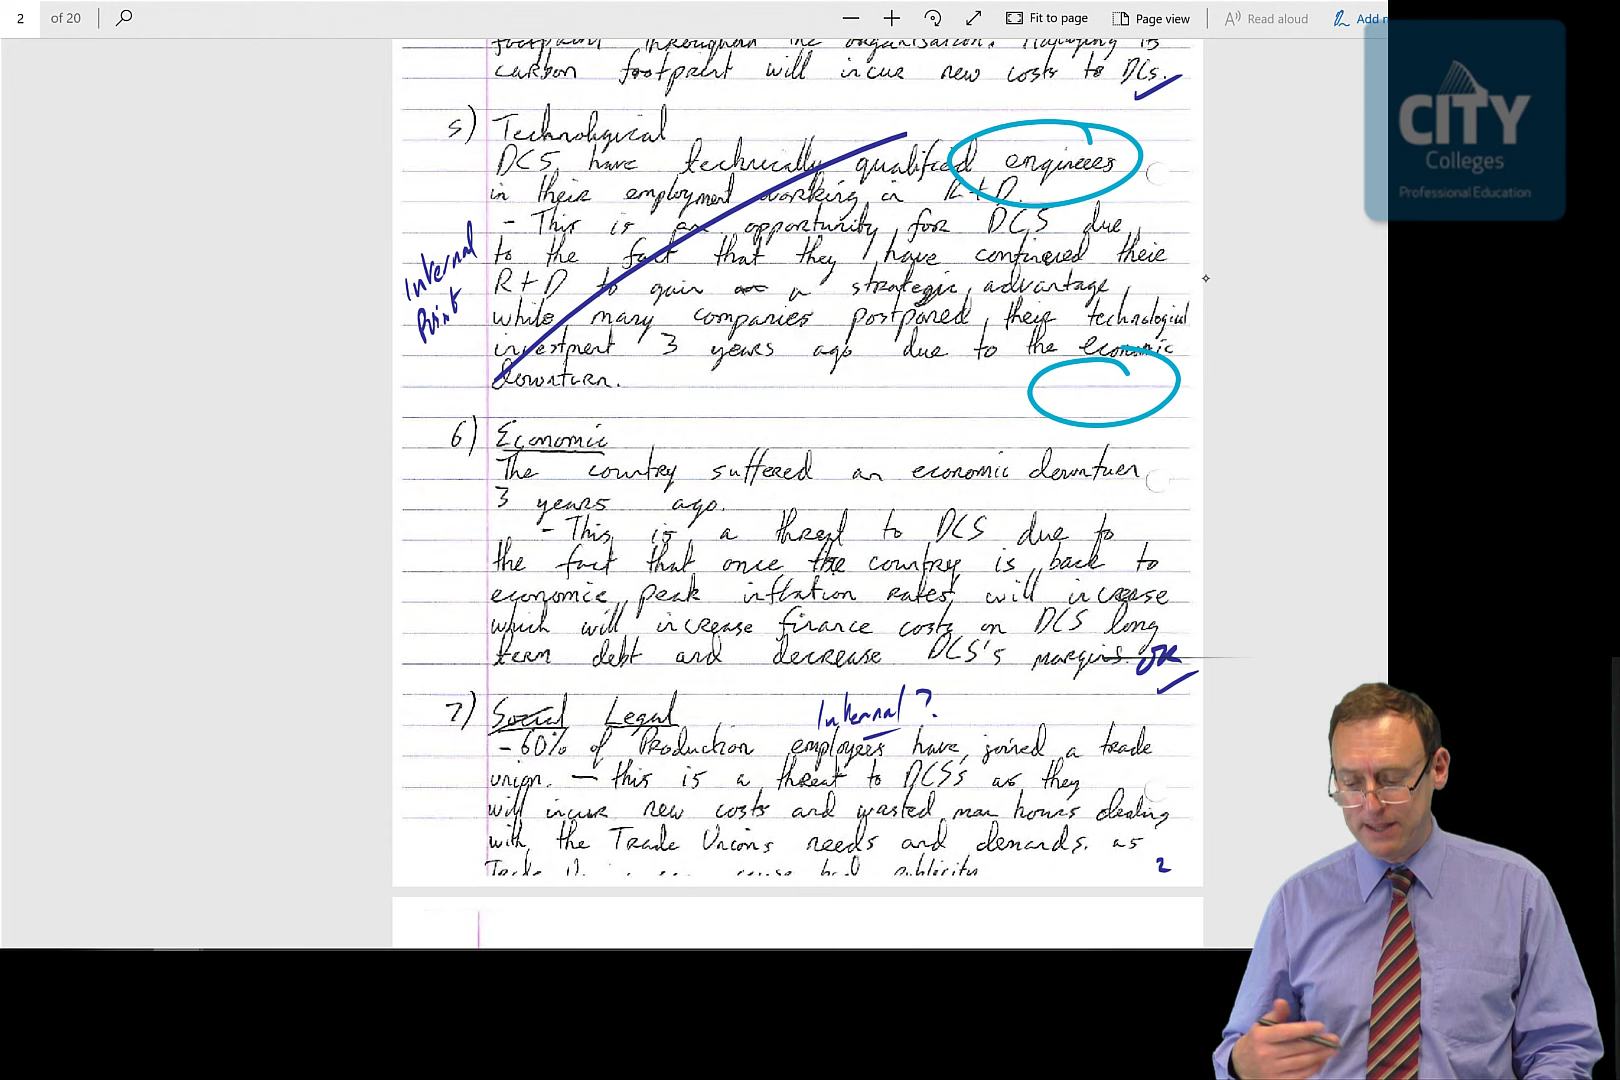 2 of 20
Fit to page
Page view
Read aloud
Add
CITY
Colleges
Professional Education
footprint throughout the organisation. Managing its
carbon footprint will incur new costs to DCS.
5) Technological
DCS have technically qualified engineers
in their employment working in R+D.
- This is an opportunity for DCS due
to the fact that they have continued their
R+D to gain a strategic advantage
while many companies postponed their technological
investment 3 years ago due to the economic
downturn.
Internal
Point
6) Economic
The country suffered an economic downturn
3 years ago.
- This is a threat to DCS due to
the fact that once the country is back to
economic peak inflation rates will increase
which will increase finance costs on DCS long
term debt and decrease DCS's margins. OK
7) Social Legal
Internal?
- 60% of Production employees have joined a trade
union. - this is a threat to DCS's as they
will incur new costs and wasted man hours dealing
with the Trade Unions needs and demands. as
2